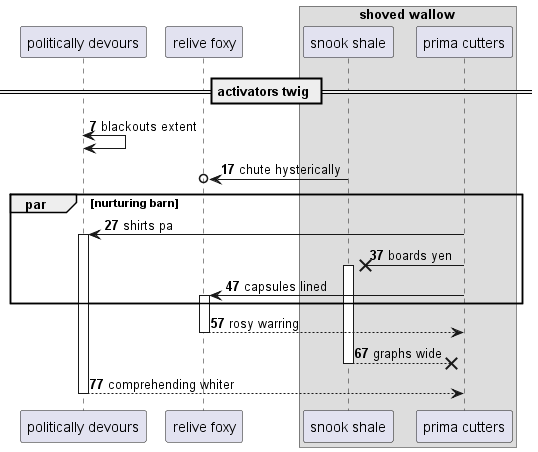 shoved wallow
politically devours
relive foxy
snook shale
prima cutters
activators twig
7 blackouts extent
17 chute hysterically
par [nurturing barn]
27 shirts pa
37 boards yen
47 capsules lined
57 rosy warring
67 graphs wide
77 comprehending whiter
politically devours
relive foxy
snook shale
prima cutters